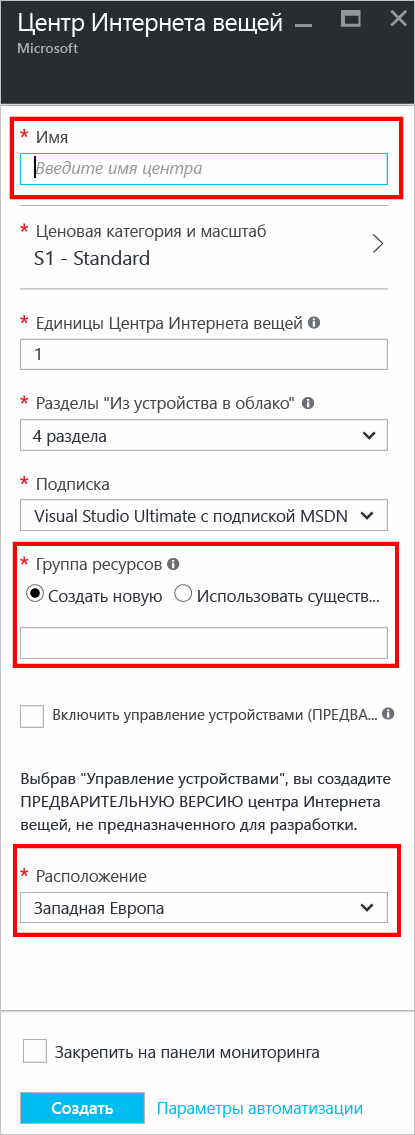 Центр Интернета вещей
Microsoft
* Имя
Введите имя центра
* Ценовая категория и масштаб
S1 - Standard
* Единицы Центра Интернета вещей
1
* Разделы "Из устройства в облако"
4 раздела
* Подписка
Visual Studio Ultimate с подпиской MSDN
* Группа ресурсов
Создать новую Использовать существ...
Включить управление устройствами (ПРЕДВА...
Выбрав "Управление устройствами", вы создадите
ПРЕДВАРИТЕЛЬНУЮ ВЕРСИЮ центра Интернета
вещей, не предназначенного для разработки.
* Расположение
Западная Европа
Закрепить на панели мониторинга
Создать Параметры автоматизации